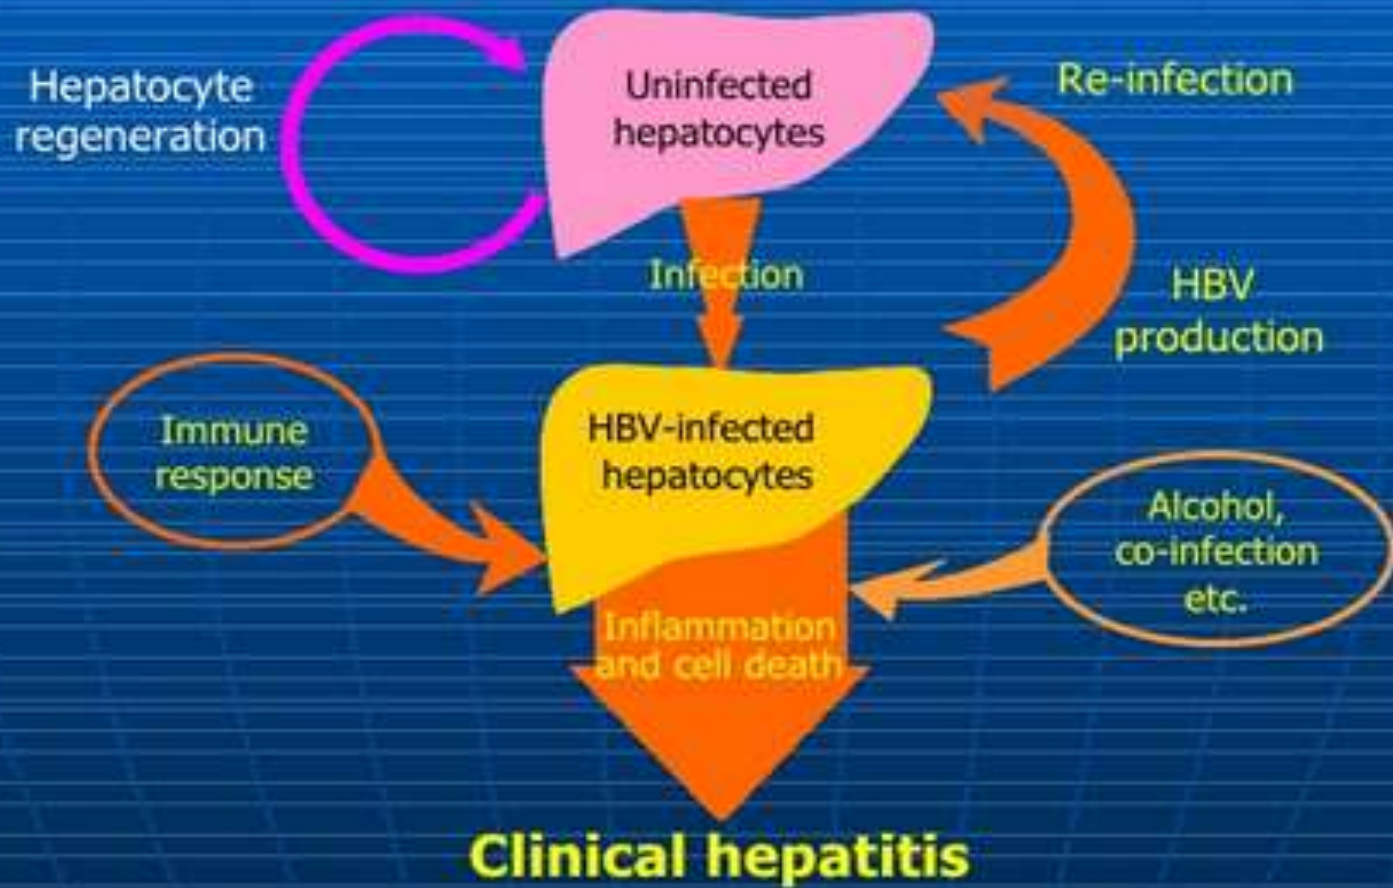 Hepatocyte
regeneration
Uninfected
hepatocytes
Re-infection
Infection
HBV
production
Immune
response
HBV-infected
hepatocytes
Alcohol,
co-infection
etc.
Inflammation
and cell death
Clinical hepatitis